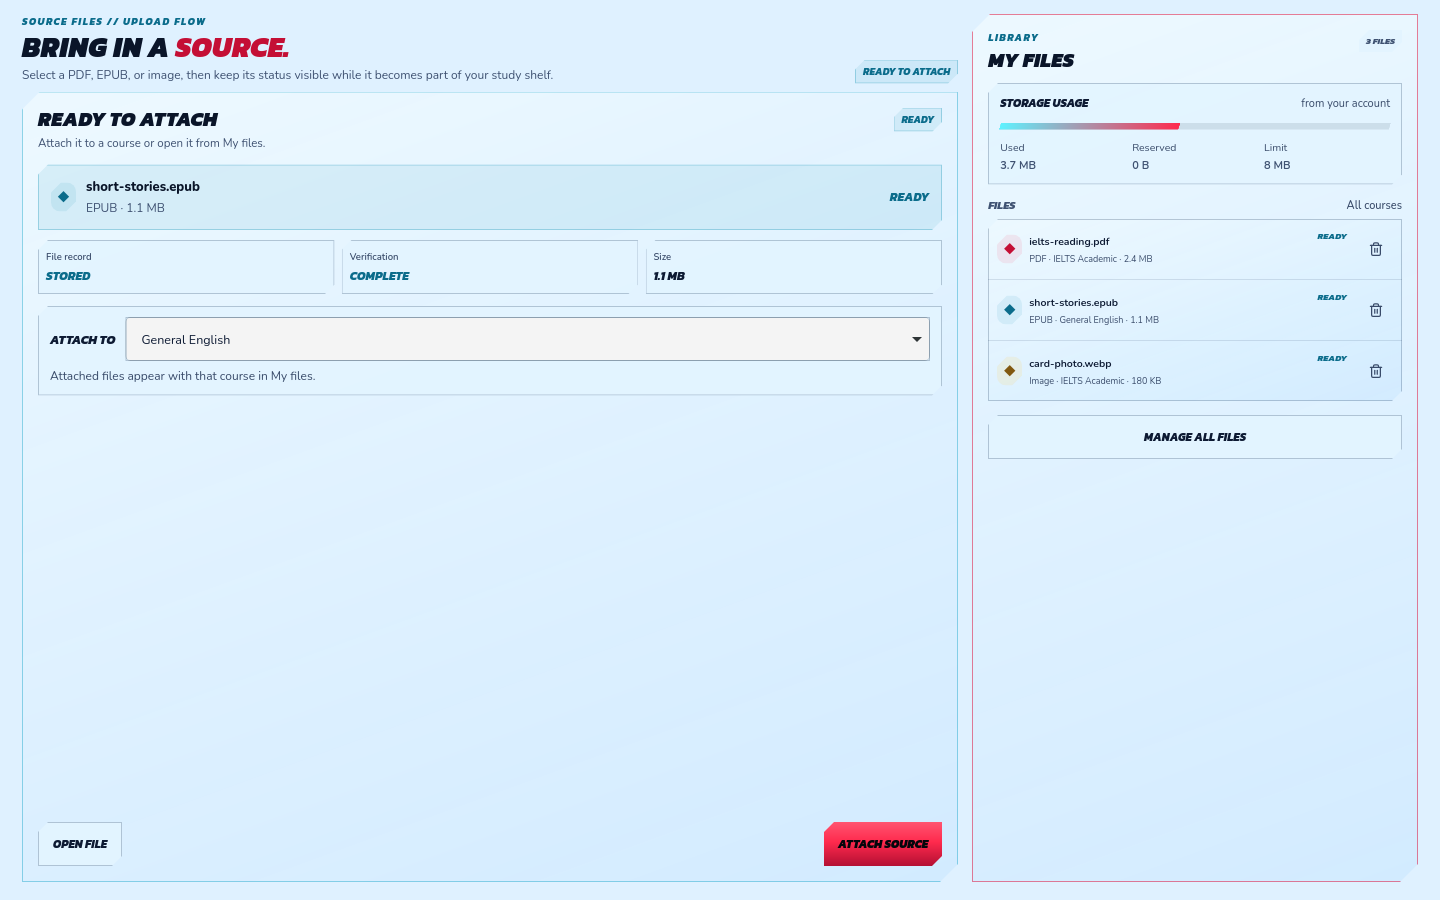 SOURCE FILES // UPLOAD FLOW
BRING IN A SOURCE.
Select a PDF, EPUB, or image, then keep its status visible while it becomes part of your study shelf.
READY TO ATTACH
READY TO ATTACH
READY
Attach it to a course or open it from My files.
short-stories.epub
EPUB · 1.1 MB
READY
File record
STORED
Verification
COMPLETE
Size
1.1 MB
ATTACH TO
General English
Attached files appear with that course in My files.
OPEN FILE
ATTACH SOURCE
LIBRARY
3 FILES
MY FILES
STORAGE USAGE
from your account
Used
Reserved
Limit
3.7 MB
0 B
8 MB
FILES
All courses
ielts-reading.pdf
READY
PDF · IELTS Academic · 2.4 MB
short-stories.epub
READY
EPUB · General English · 1.1 MB
card-photo.webp
READY
Image · IELTS Academic · 180 KB
MANAGE ALL FILES